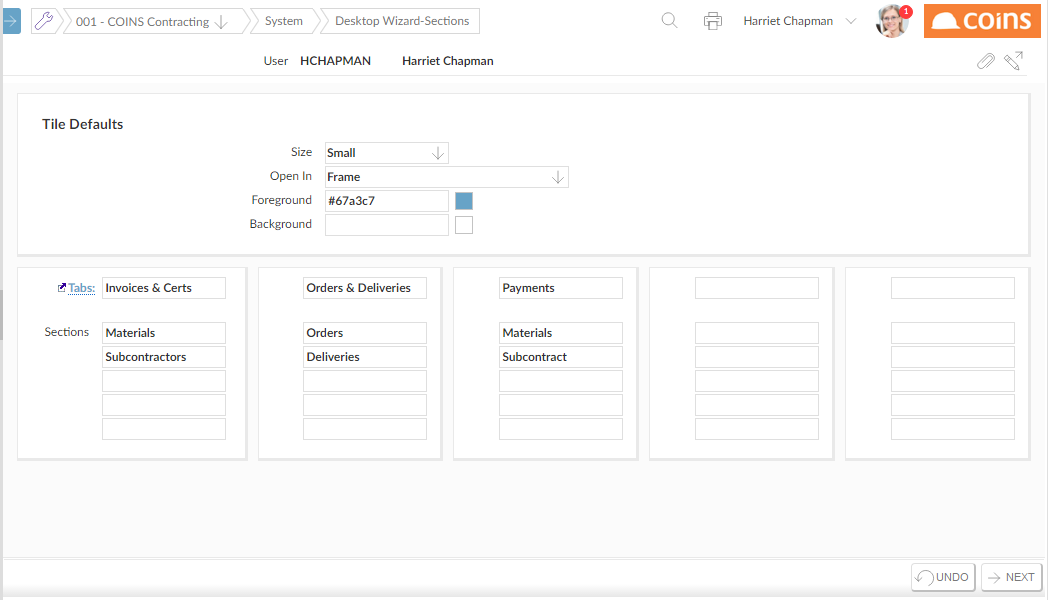 001 - COINS Contracting System Desktop Wizard-Sections Harriet Chapman 1 COINS
User HCHAPMAN Harriet Chapman
Tile Defaults
Size Small
Open In Frame
Foreground #67a3c7
Background
Tabs: Invoices & Certs Orders & Deliveries Payments
Sections Materials Orders Materials
Subcontractors Deliveries Subcontract
UNDO NEXT